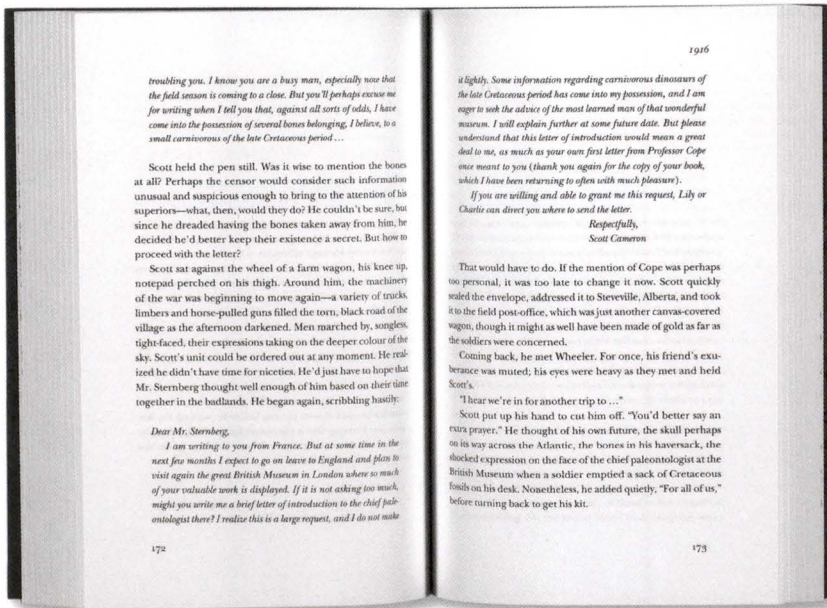 troubling you. I know you are a busy man, especially now that
the field season is coming to a close. But you'll perhaps excuse me
for writing when I tell you that, against all sorts of odds, I have
come into the possession of several bones belonging, I believe, to a
small carnivorous of the late Cretaceous period ...
Scott held the pen still. Was it wise to mention the bones
at all? Perhaps the censor would consider such information
unusual and suspicious enough to bring to the attention of his
superiors—what, then, would they do? He couldn't be sure, but
since he dreaded having the bones taken away from him, he
decided he'd better keep their existence a secret. But how to
proceed with the letter?
Scott sat against the wheel of a farm wagon, his knee up,
notepad perched on his thigh. Around him, the machinery
of the war was beginning to move again—a variety of trucks,
limbers and horse-pulled guns filled the torn, black road of the
village as the afternoon darkened. Men marched by, songless,
tight-faced, their expressions taking on the deeper colour of the
sky. Scott's unit could be ordered out at any moment. He real-
ized he didn't have time for niceties. He'd just have to hope that
Mr. Sternberg thought well enough of him based on their time
together in the badlands. He began again, scribbling hastily:
Dear Mr. Sternberg,
I am writing to you from France. But at some time in the
next few months I expect to go on leave to England and plan to
visit again the great British Museum in London where so much
of your valuable work is displayed. If it is not asking too much,
might you write me a brief letter of introduction to the chief pale-
ontologist there? I realize this is a large request, and I do not make
172
1916
it lightly. Some information regarding carnivorous dinosaurs of
the late Cretaceous period has come into my possession, and I am
eager to seek the advice of the most learned man of that wonderful
museum. I will explain further at some future date. But please
understand that this letter of introduction would mean a great
deal to me, as much as your own first letter from Professor Cope
once meant to you (thank you again for the copy of your book,
which I have been returning to often with much pleasure).
If you are willing and able to grant me this request, Lily or
Charlie can direct you where to send the letter.
Respectfully,
Scott Cameron
That would have to do. If the mention of Cope was perhaps
too personal, it was too late to change it now. Scott quickly
sealed the envelope, addressed it to Steveville, Alberta, and took
it to the field post-office, which was just another canvas-covered
wagon, though it might as well have been made of gold as far as
the soldiers were concerned.
Coming back, he met Wheeler. For once, his friend's exu-
berance was muted; his eyes were heavy as they met and held
Scott's.
"I hear we're in for another trip to ..."
Scott put up his hand to cut him off. "You'd better say an
extra prayer." He thought of his own future, the skull perhaps
on its way across the Atlantic, the bones in his haversack, the
shocked expression on the face of the chief paleontologist at the
British Museum when a soldier emptied a sack of Cretaceous
fossils on his desk. Nonetheless, he added quietly, "For all of us,"
before turning back to get his kit.
173